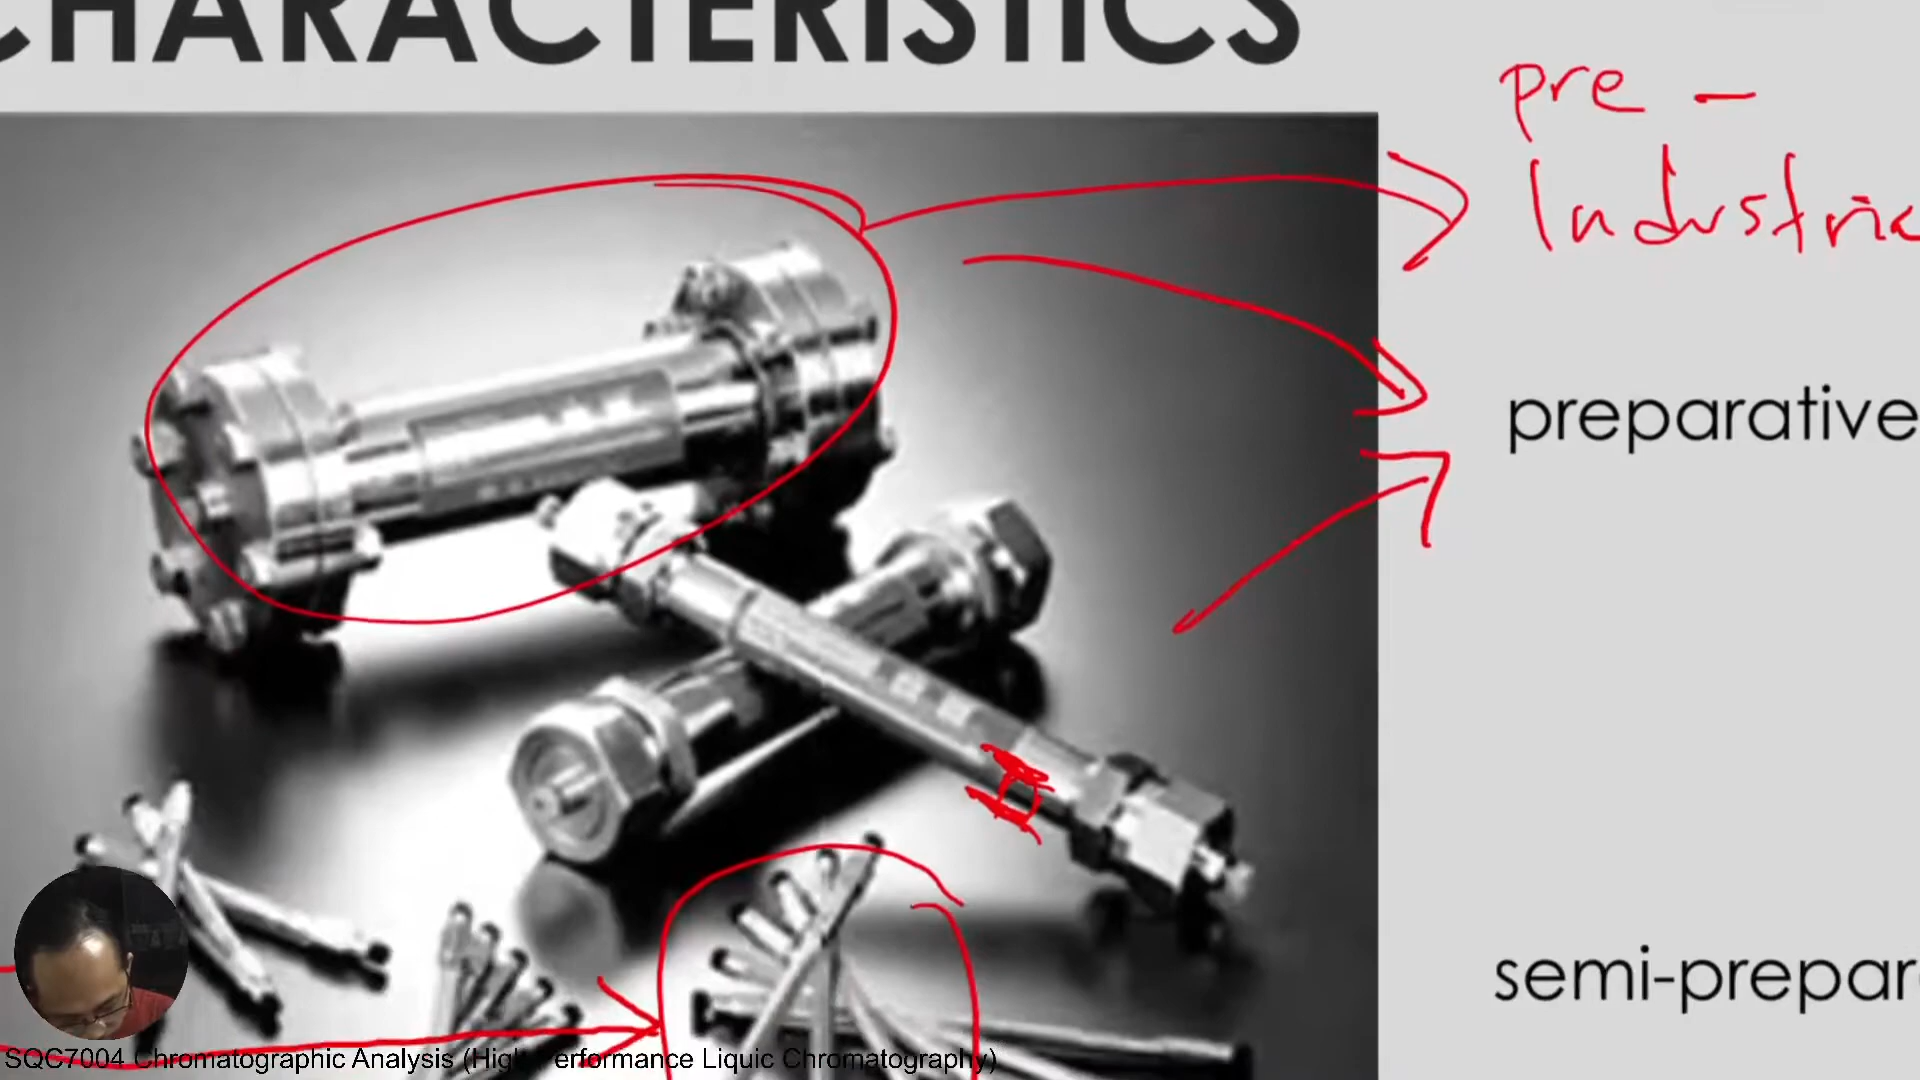 CHARACTERISTICS
pre -
Industria
preparative
semi-prepar
SQC7004 Chromatographic Analysis (High Performance Liquic Chromatography)